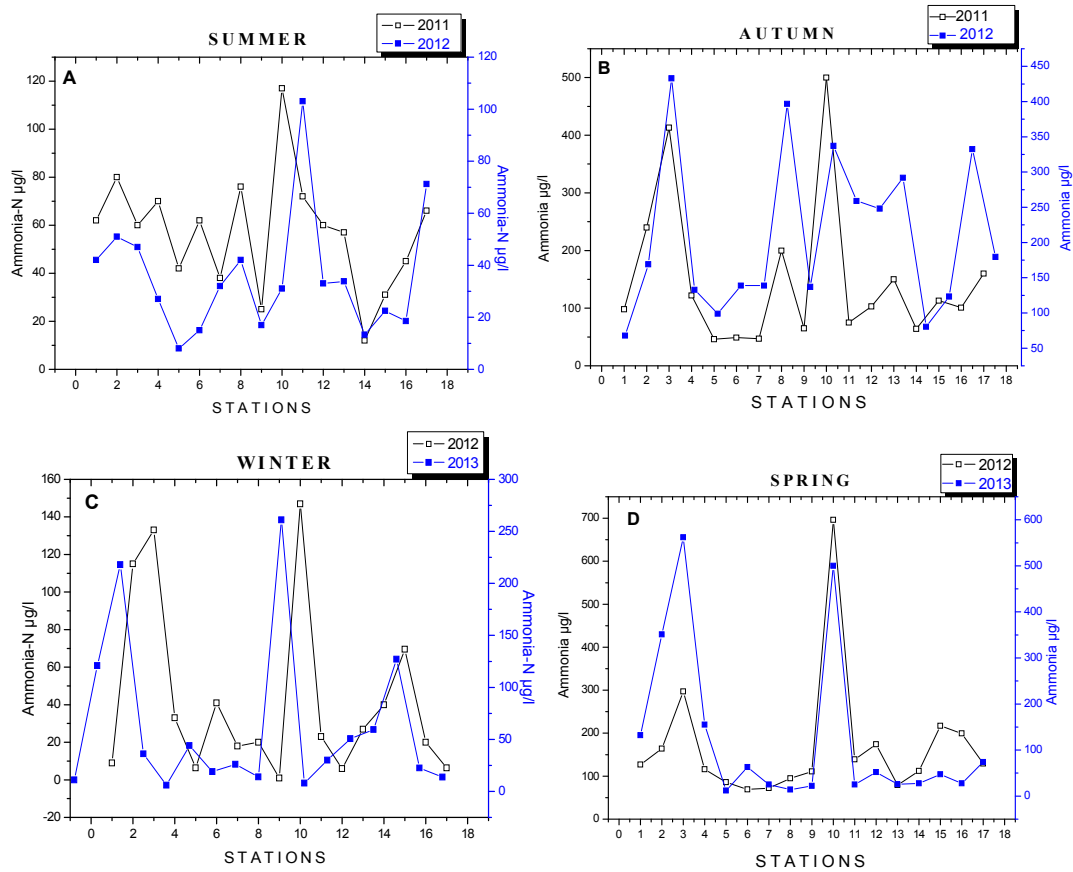 SUMMER
2011
2012
A
Ammonia-N µg/l
0 20 40 60 80 100 120
0 20 40 60 80 100 120
Ammonia-N µg/l
0 2 4 6 8 10 12 14 16 18
STATIONS
AUTUMN
2011
2012
B
Ammonia µg/l
0 100 200 300 400 500
50 100 150 200 250 300 350 400 450
Ammonia µg/l
0 1 2 3 4 5 6 7 8 9 10 11 12 13 14 15 16 17 18
STATIONS
WINTER
2012
2013
C
Ammonia-N µg/l
-20 0 20 40 60 80 100 120 140 160
0 50 100 150 200 250 300
Ammonia-N µg/l
0 2 4 6 8 10 12 14 16 18
STATIONS
SPRING
2012
2013
D
Ammonia µg/l
0 100 200 300 400 500 600 700
0 100 200 300 400 500 600
Ammonia µg/l
0 1 2 3 4 5 6 7 8 9 10 11 12 13 14 15 16 17 18
STATIONS